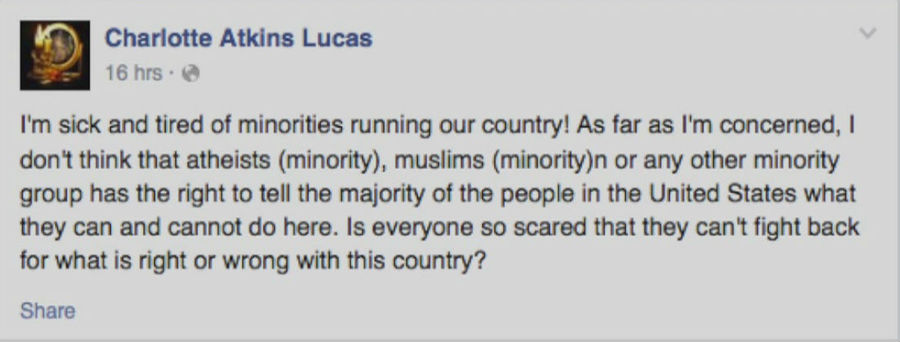 Charlotte Atkins Lucas
16 hrs ·
I'm sick and tired of minorities running our country! As far as I'm concerned, I
don't think that atheists (minority), muslims (minority)n or any other minority
group has the right to tell the majority of the people in the United States what
they can and cannot do here. Is everyone so scared that they can't fight back
for what is right or wrong with this country?
Share